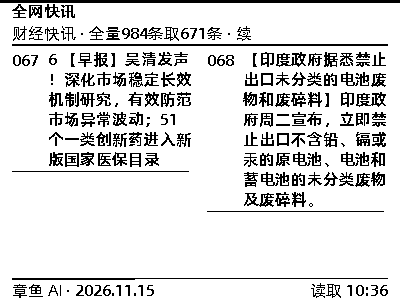 全网快讯
财经快讯 · 全量984条取671条 · 续
067 6 【早报】吴清发声
！深化市场稳定长效
机制研究，有效防范
市场异常波动；51
个一类创新药进入新
版国家医保目录
068 【印度政府据悉禁止
出口未分类的电池废
物和废碎料】印度政
府周二宣布，立即禁
止出口不含铅、镉或
汞的原电池、电池和
蓄电池的未分类废物
及废碎料。
章鱼 AI · 2026.11.15
读取 10:36